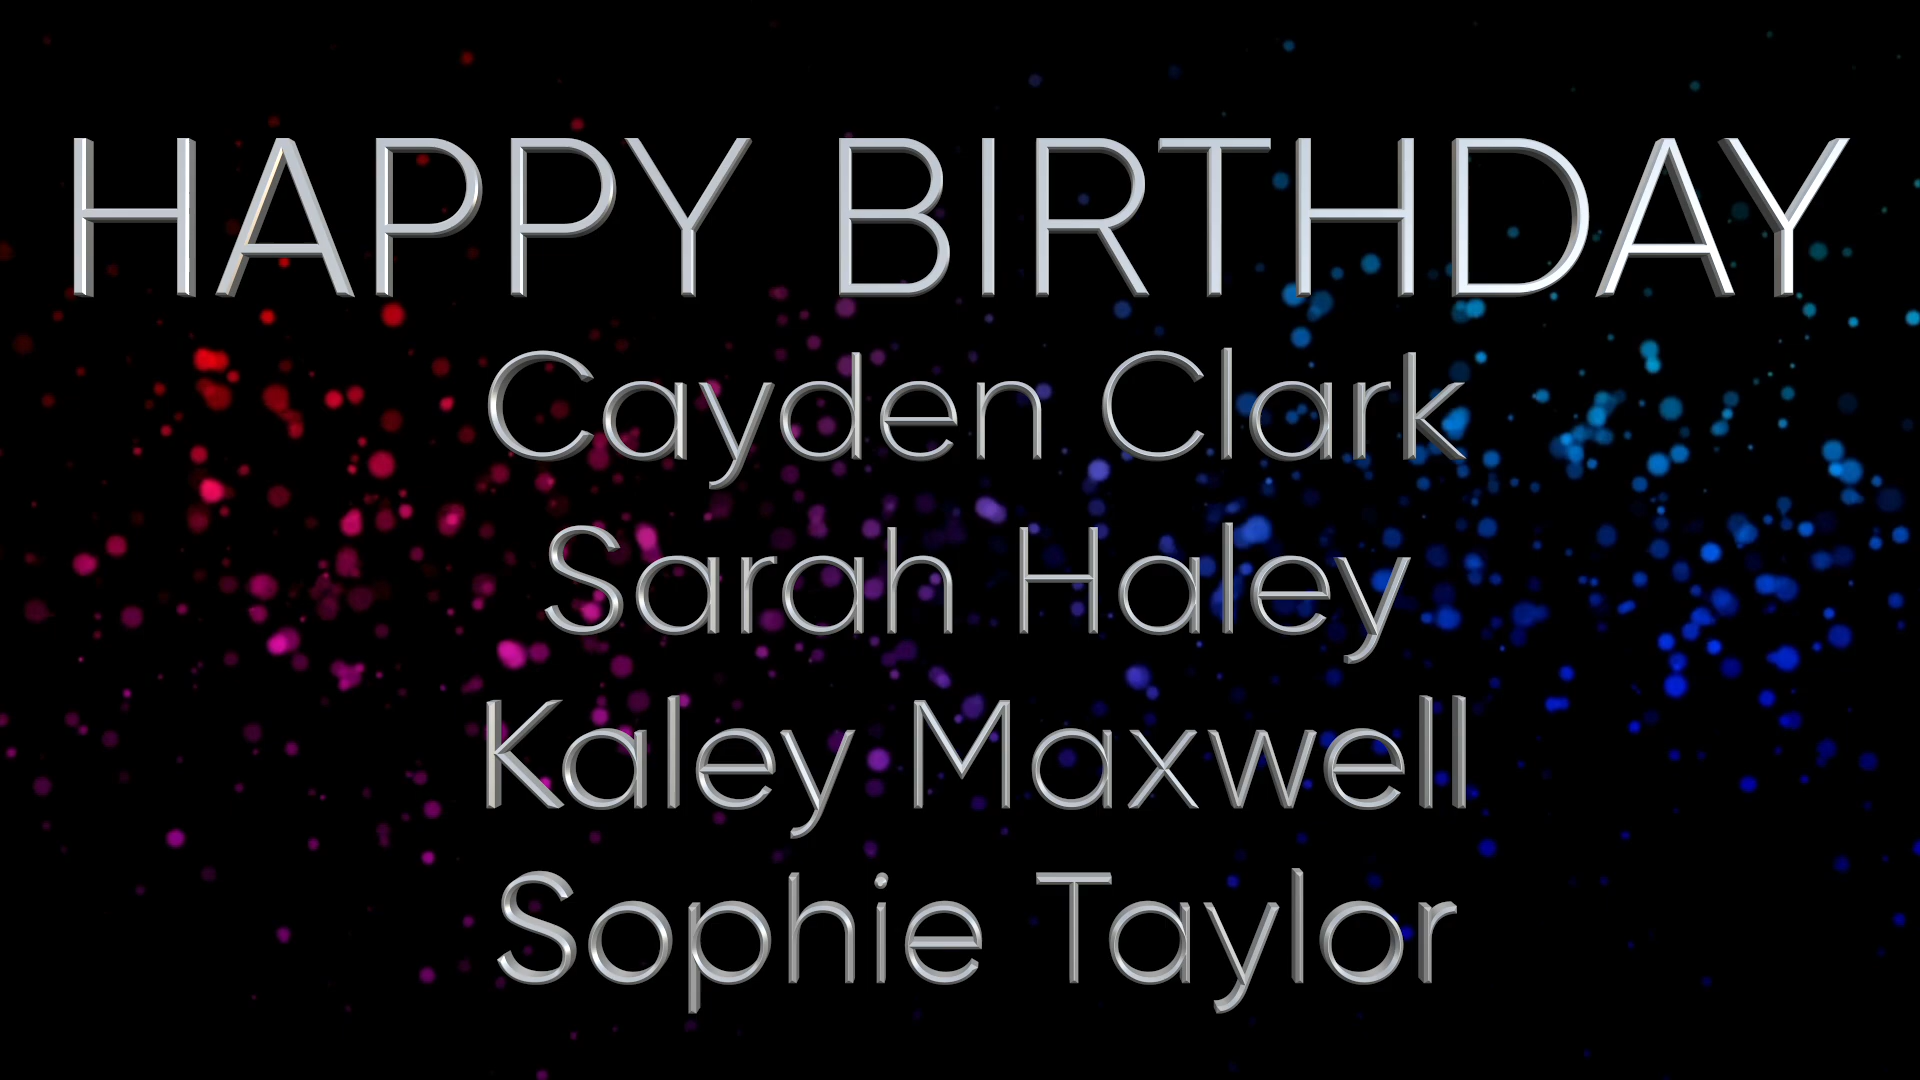 HAPPY BIRTHDAY
Cayden Clark
Sarah Haley
Kaley Maxwell
Sophie Taylor